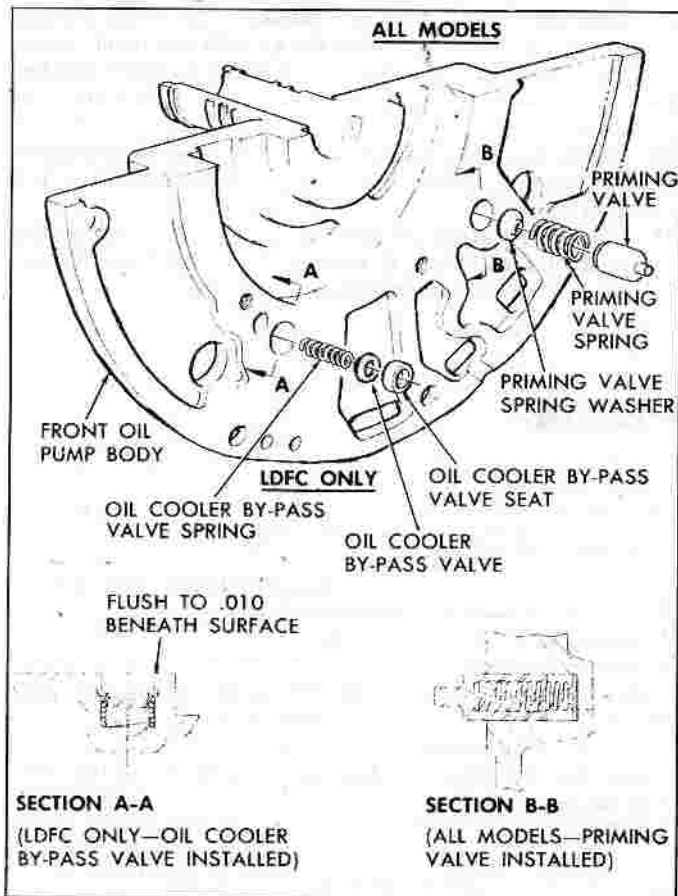 ALL MODELS
B
PRIMING
VALVE
A
B
PRIMING
VALVE
SPRING
A
PRIMING VALVE
SPRING WASHER
FRONT OIL
PUMP BODY
LDFC ONLY
OIL COOLER BY-PASS
VALVE SEAT
OIL COOLER BY-PASS
VALVE SPRING
OIL COOLER
BY-PASS VALVE
FLUSH TO .010
BENEATH SURFACE
SECTION A-A
(LDFC ONLY—OIL COOLER
BY-PASS VALVE INSTALLED)
SECTION B-B
(ALL MODELS—PRIMING
VALVE INSTALLED)